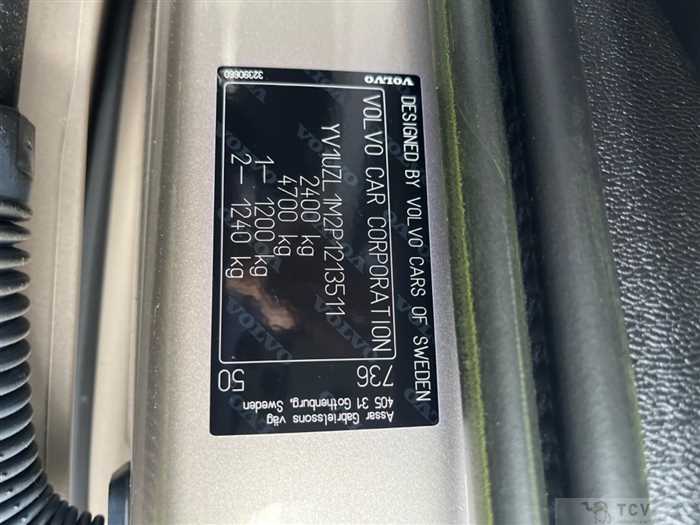 DESIGNED BY VOLVO CARS OF SWEDEN
VOLVO CAR CORPORATION
YV1UZL1M2P1213511
2400 kg
4700 kg
1– 1200 kg
2– 1240 kg
736
50
Assar Gabrielssons väg
405 31 Gothenburg, Sweden
VOLVO
32390660
TCV